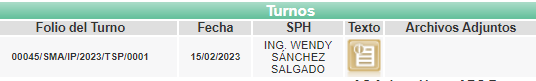 Turnos
Folio del Turno Fecha SPH Texto Archivos Adjuntos
00045/SMA/IP/2023/TSP/0001 15/02/2023 ING. WENDY
SÁNCHEZ
SALGADO